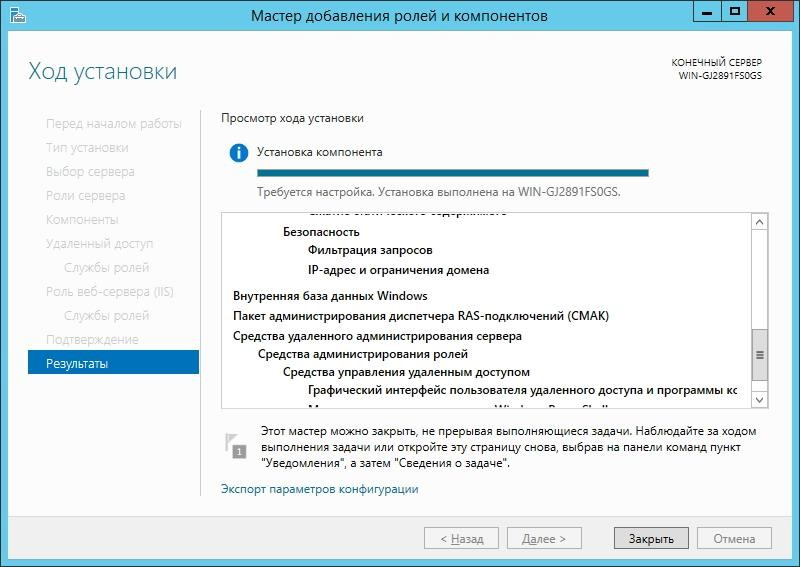 Мастер добавления ролей и компонентов
Ход установки
КОНЕЧНЫЙ СЕРВЕР
WIN-GJ2891FS0GS
Перед началом работы
Тип установки
Выбор сервера
Роли сервера
Компоненты
Удаленный доступ
Службы ролей
Роль веб-сервера (IIS)
Службы ролей
Подтверждение
Результаты
Просмотр хода установки
Установка компонента
Требуется настройка. Установка выполнена на WIN-GJ2891FS0GS.
Безопасность
Фильтрация запросов
IP-адрес и ограничения домена
Внутренняя база данных Windows
Пакет администрирования диспетчера RAS-подключений (CMAK)
Средства удаленного администрирования сервера
Средства администрирования ролей
Средства управления удаленным доступом
Графический интерфейс пользователя удаленного доступа и программы кс
1
Этот мастер можно закрыть, не прерывая выполняющиеся задачи. Наблюдайте за ходом
выполнения задачи или откройте эту страницу снова, выбрав на панели команд пункт
"Уведомления", а затем "Сведения о задаче".
Экспорт параметров конфигурации
< Назад
Далее >
Закрыть
Отмена